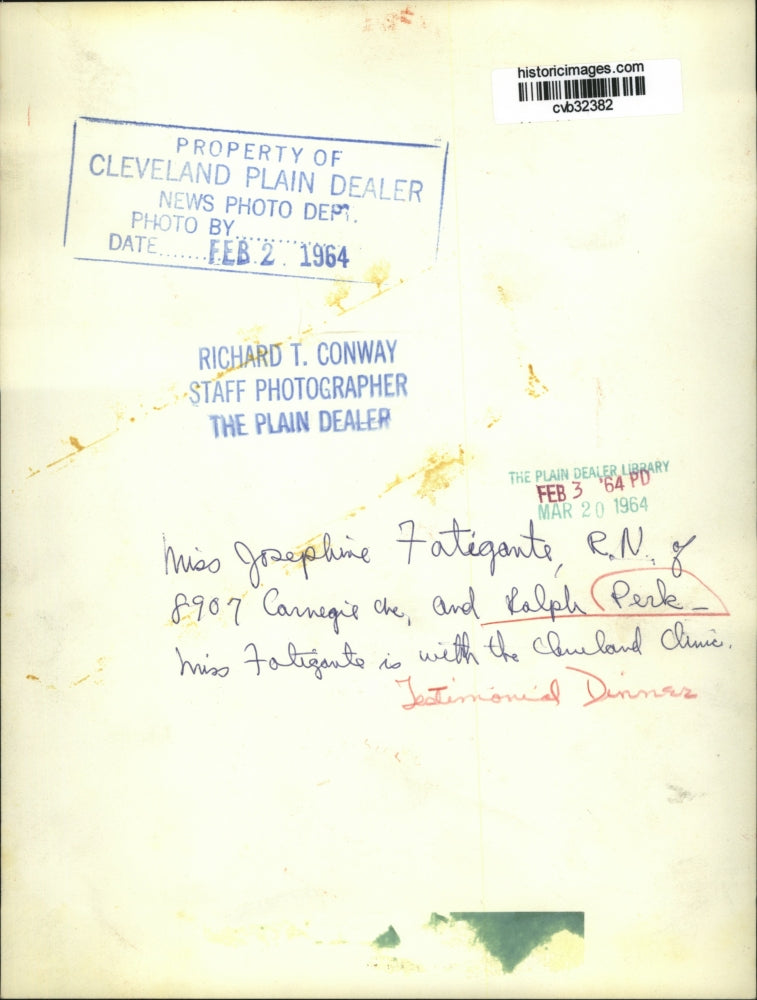 historicimages.com
cvb32382
PROPERTY OF
CLEVELAND PLAIN DEALER
NEWS PHOTO DEPT.
PHOTO BY
DATE FEB 2 1964
RICHARD T. CONWAY
STAFF PHOTOGRAPHER
THE PLAIN DEALER
THE PLAIN DEALER LIBRARY
FEB 3 '64 PD
MAR 20 1964
Miss Josephine Fatigante, R.N. of
8907 Carnegie Ave, and Ralph Perk -
Miss Fatigante is with the Cleveland Clinic.
Testimonial Dinner